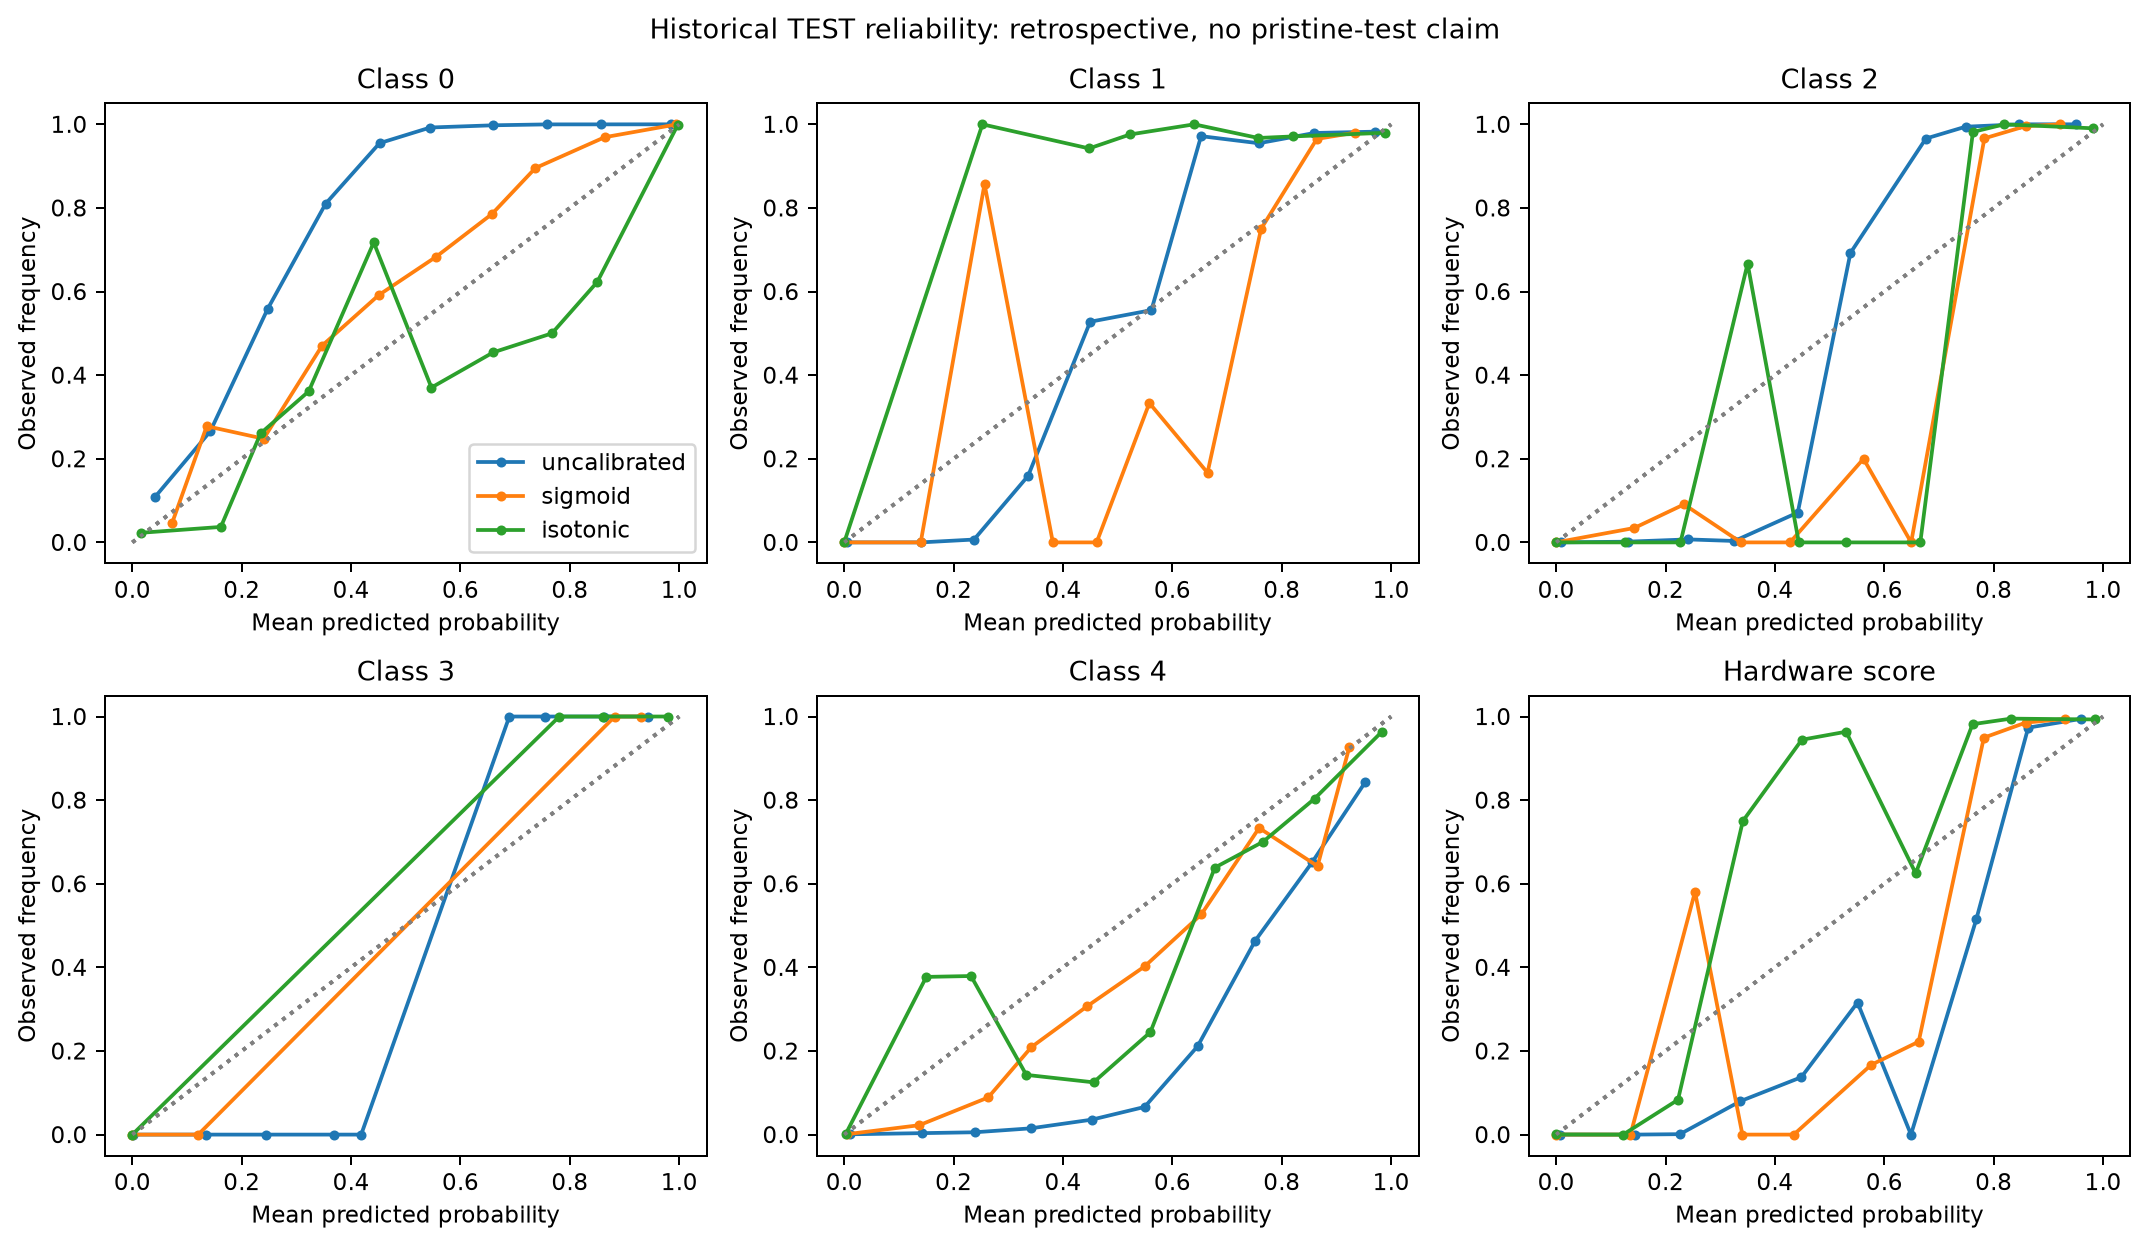 Historical TEST reliability: retrospective, no pristine-test claim
Class 0
Observed frequency
1.0
0.8
0.6
0.4
0.2
0.0
uncalibrated
sigmoid
isotonic
0.0 0.2 0.4 0.6 0.8 1.0
Mean predicted probability
Class 1
Observed frequency
1.0
0.8
0.6
0.4
0.2
0.0
0.0 0.2 0.4 0.6 0.8 1.0
Mean predicted probability
Class 2
Observed frequency
1.0
0.8
0.6
0.4
0.2
0.0
0.0 0.2 0.4 0.6 0.8 1.0
Mean predicted probability
Class 3
Observed frequency
1.0
0.8
0.6
0.4
0.2
0.0
0.0 0.2 0.4 0.6 0.8 1.0
Mean predicted probability
Class 4
Observed frequency
1.0
0.8
0.6
0.4
0.2
0.0
0.0 0.2 0.4 0.6 0.8 1.0
Mean predicted probability
Hardware score
Observed frequency
1.0
0.8
0.6
0.4
0.2
0.0
0.0 0.2 0.4 0.6 0.8 1.0
Mean predicted probability